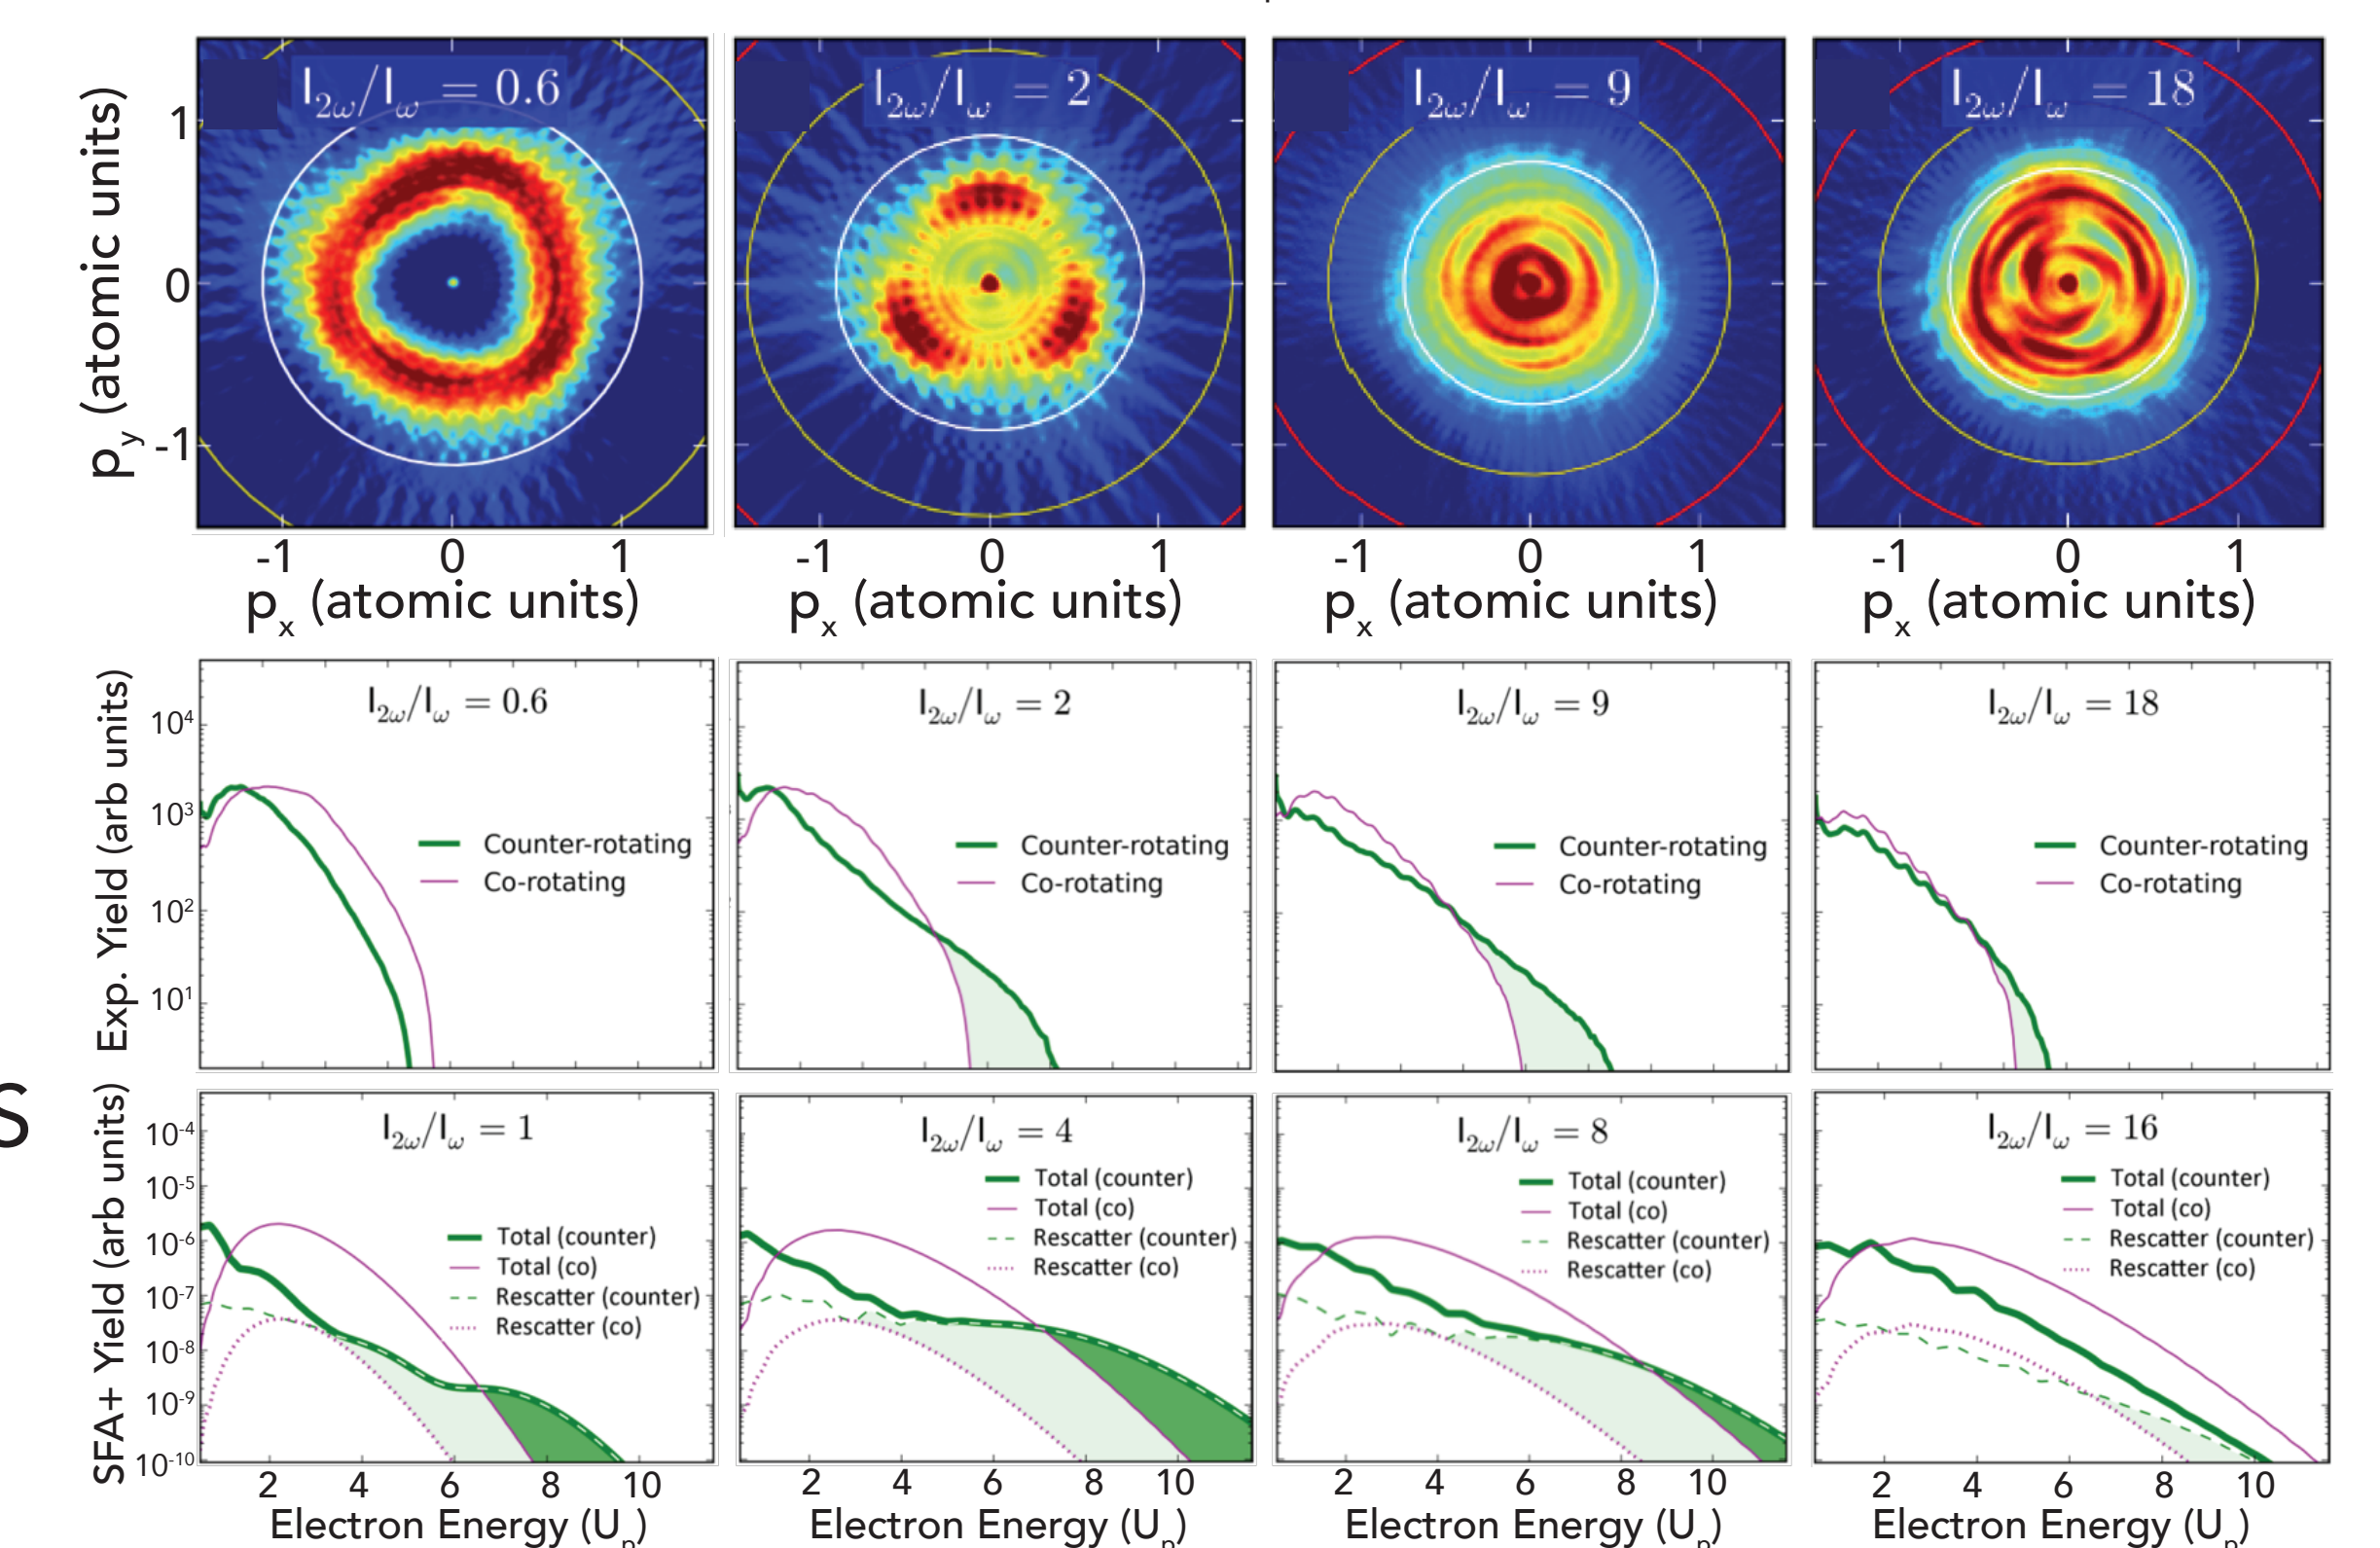 I2ω/Iω = 0.6
I2ω/Iω = 2
I2ω/Iω = 9
I2ω/Iω = 18
py (atomic units)
1
0
-1
-1 0 1
-1 0 1
-1 0 1
-1 0 1
px (atomic units)
px (atomic units)
px (atomic units)
px (atomic units)
Exp. Yield (arb units)
10^4
10^3
10^2
10^1
I2ω/Iω = 0.6
Counter-rotating
Co-rotating
I2ω/Iω = 2
Counter-rotating
Co-rotating
I2ω/Iω = 9
Counter-rotating
Co-rotating
I2ω/Iω = 18
Counter-rotating
Co-rotating
s
SFA+ Yield (arb units)
10^-4
10^-5
10^-6
10^-7
10^-8
10^-9
10^-10
I2ω/Iω = 1
Total (counter)
Total (co)
Rescatter (counter)
Rescatter (co)
I2ω/Iω = 4
Total (counter)
Total (co)
Rescatter (counter)
Rescatter (co)
I2ω/Iω = 8
Total (counter)
Total (co)
Rescatter (counter)
Rescatter (co)
I2ω/Iω = 16
Total (counter)
Total (co)
Rescatter (counter)
Rescatter (co)
2 4 6 8 10
2 4 6 8 10
2 4 6 8 10
2 4 6 8 10
Electron Energy (Up)
Electron Energy (Up)
Electron Energy (Up)
Electron Energy (Up)